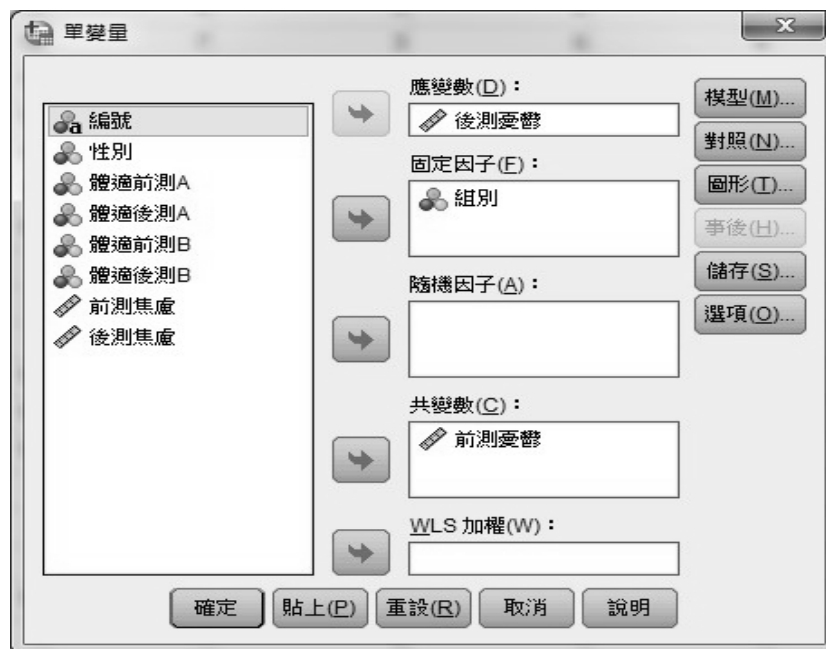 單變量
編號
性別
體適前測A
體適後測A
體適前測B
體適後測B
前測焦慮
後測焦慮
應變數(D)：
後測憂鬱
固定因子(F)：
組別
隨機因子(A)：
共變數(C)：
前測憂鬱
WLS 加權(W)：
模型(M)...
對照(N)...
圖形(T)...
事後(H)...
儲存(S)...
選項(O)...
確定
貼上(P)
重設(R)
取消
說明